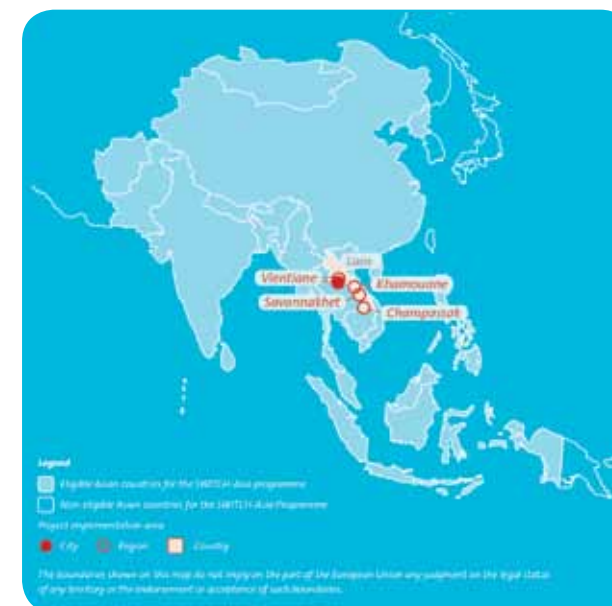 Laos
Vientiane
Khamouane
Savannakhet
Champassak
Legend
Eligible Asian countries for the SWITCH-Asia programme
Non-eligible Asian countries for the SWITCH-Asia Programme
Project implementation area
City Region Country
The boundaries shown on this map do not imply on the part of the European Union any judgment on the legal status
of any territory or the endorsement or acceptance of such boundaries.